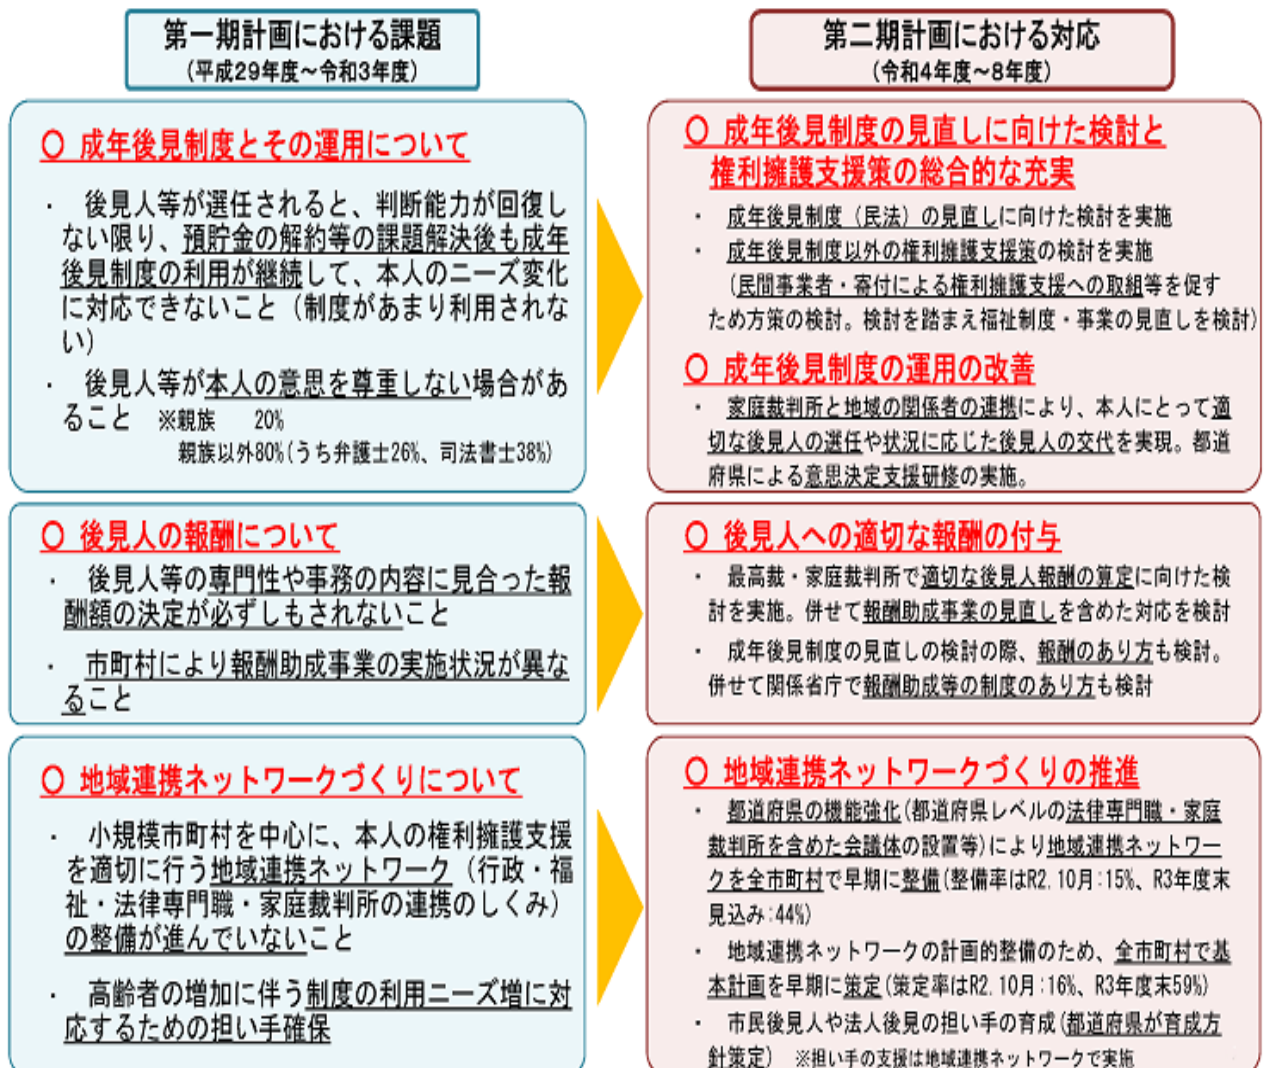 第一期計画における課題
(平成29年度～令和3年度)
〇 成年後見制度とその運用について
・ 後見人等が選任されると、判断能力が回復し
ない限り、預貯金の解約等の課題解決後も成年
後見制度の利用が継続して、本人のニーズ変化
に対応できないこと（制度があまり利用されな
い）
・ 後見人等が本人の意思を尊重しない場合があ
ること ※親族 20%
親族以外80%(うち弁護士26%、司法書士38%)
〇 後見人の報酬について
・ 後見人等の専門性や事務の内容に見合った報
酬額の決定が必ずしもされないこと
・ 市町村により報酬助成事業の実施状況が異な
ること
〇 地域連携ネットワークづくりについて
・ 小規模市町村を中心に、本人の権利擁護支援
を適切に行う地域連携ネットワーク（行政・福
祉・法律専門職・家庭裁判所の連携のしくみ）
の整備が進んでいないこと
・ 高齢者の増加に伴う制度の利用ニーズ増に対
応するための担い手確保
第二期計画における対応
(令和4年度～8年度)
〇 成年後見制度の見直しに向けた検討と
権利擁護支援策の総合的な充実
・ 成年後見制度（民法）の見直しに向けた検討を実施
・ 成年後見制度以外の権利擁護支援策の検討を実施
（民間事業者・寄付による権利擁護支援への取組等を促す
ため方策の検討。検討を踏まえ福祉制度・事業の見直しを検討）
〇 成年後見制度の運用の改善
・ 家庭裁判所と地域の関係者の連携により、本人にとって適
切な後見人の選任や状況に応じた後見人の交代を実現。都道
府県による意思決定支援研修の実施。
〇 後見人への適切な報酬の付与
・ 最高裁・家庭裁判所で適切な後見人報酬の算定に向けた検
討を実施。併せて報酬助成事業の見直しを含めた対応を検討
・ 成年後見制度の見直しの検討の際、報酬のあり方も検討。
併せて関係省庁で報酬助成等の制度のあり方も検討
〇 地域連携ネットワークづくりの推進
・ 都道府県の機能強化(都道府県レベルの法律専門職・家庭
裁判所を含めた会議体の設置等)により地域連携ネットワー
クを全市町村で早期に整備(整備率はR2.10月:15%、R3年度末
見込み:44%)
・ 地域連携ネットワークの計画的整備のため、全市町村で基
本計画を早期に策定(策定率はR2.10月:16%、R3年度末59%)
・ 市民後見人や法人後見の担い手の育成(都道府県が育成方
針策定) ※担い手の支援は地域連携ネットワークで実施